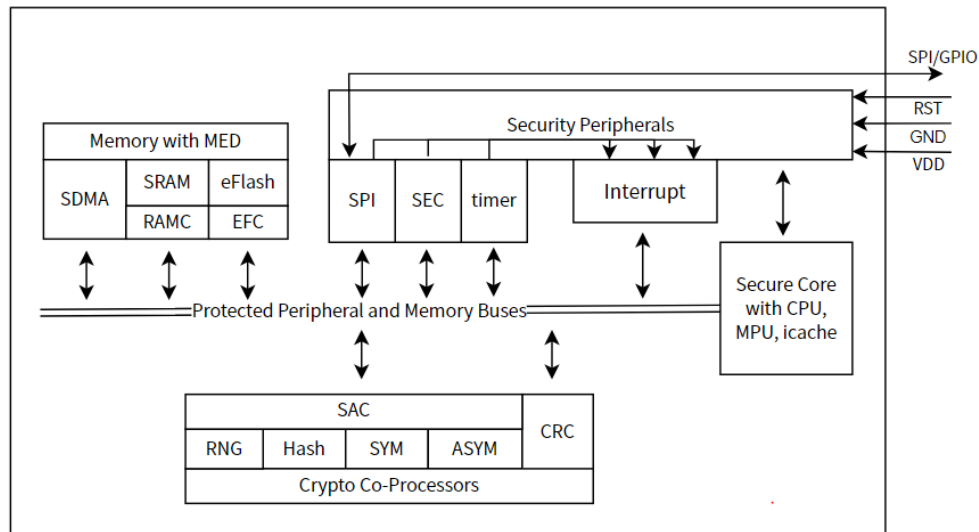 SPI/GPIO
RST
GND
VDD
Security Peripherals
Memory with MED
SDMA
SRAM
eFlash
RAMC
EFC
SPI
SEC
timer
Interrupt
Secure Core
with CPU,
MPU, icache
Protected Peripheral and Memory Buses
SAC
CRC
RNG
Hash
SYM
ASYM
Crypto Co-Processors